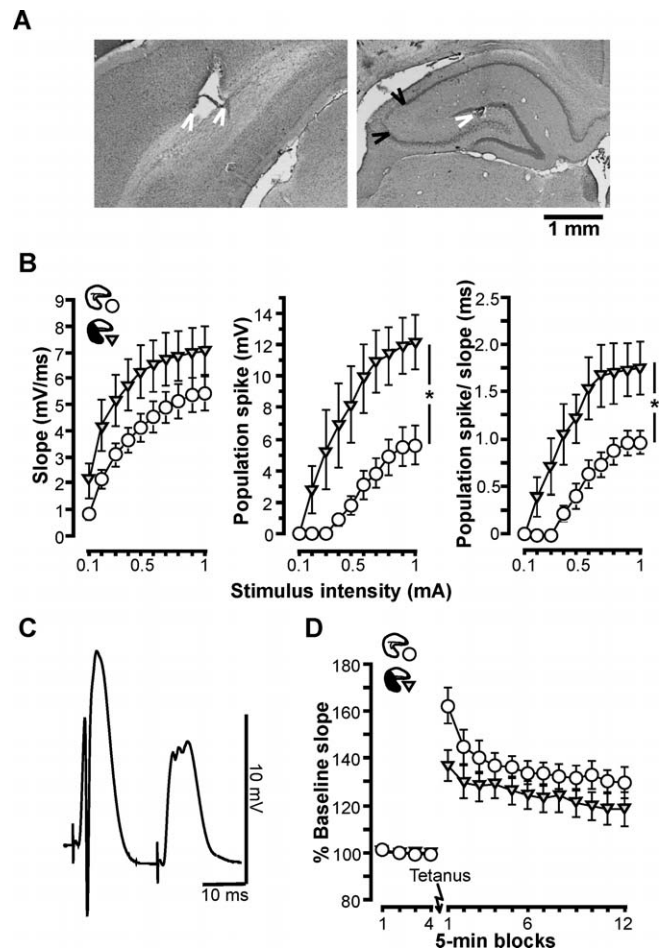 A
1 mm
B
Slope (mV/ms)
9
8
7
6
5
4
3
2
1
0
0.1 0.5 1
Population spike (mV)
14
12
10
8
6
4
2
0
0.1 0.5 1
*
Population spike/ slope (ms)
2.5
2.0
1.5
1.0
0.5
0
0.1 0.5 1
*
Stimulus intensity (mA)
C
10 mV
10 ms
D
% Baseline slope
180
160
140
120
100
80
Tetanus
1 4 1 6 12
5-min blocks